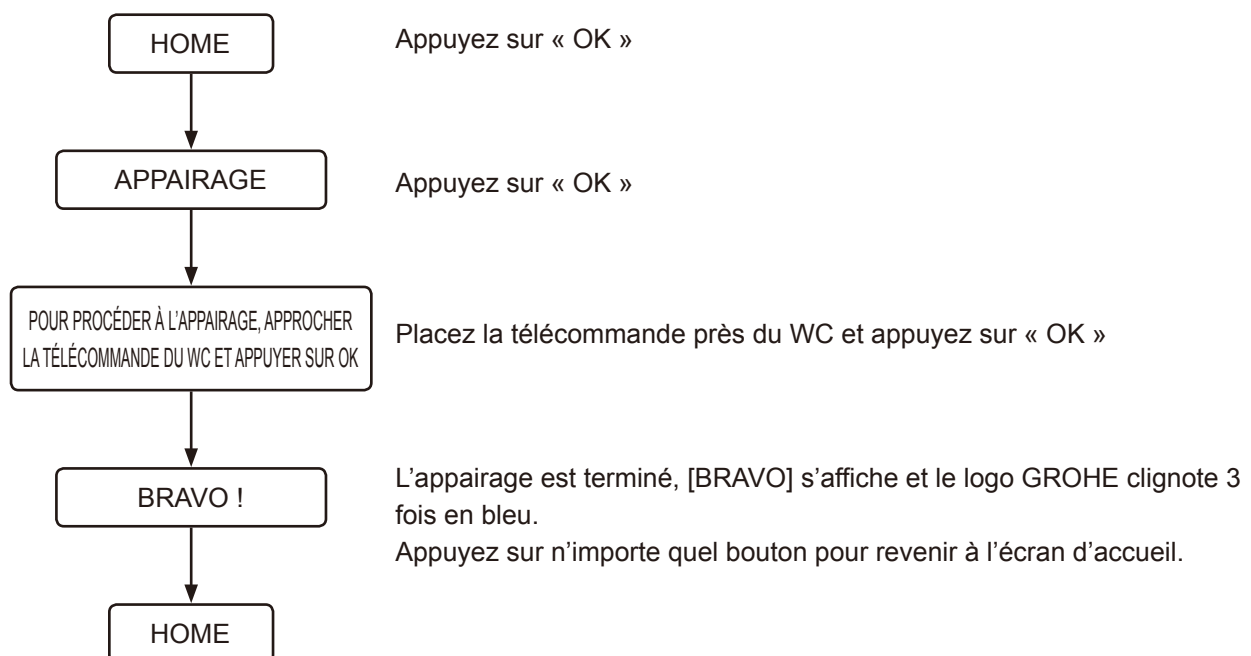 HOME
Appuyez sur « OK »
APPAIRAGE
Appuyez sur « OK »
POUR PROCÉDER À L'APPAIRAGE, APPROCHER
LA TÉLÉCOMMANDE DU WC ET APPUYER SUR OK
Placez la télécommande près du WC et appuyez sur « OK »
BRAVO !
L’appairage est terminé, [BRAVO] s’affiche et le logo GROHE clignote 3
fois en bleu.
Appuyez sur n’importe quel bouton pour revenir à l’écran d’accueil.
HOME